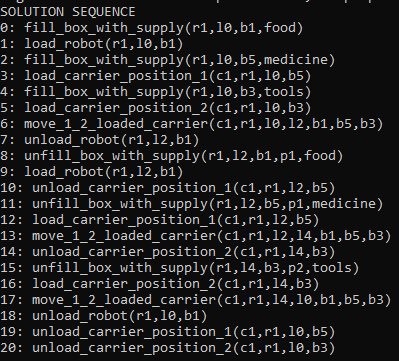 SOLUTION SEQUENCE
0: fill_box_with_supply(r1,l0,b1,food)
1: load_robot(r1,l0,b1)
2: fill_box_with_supply(r1,l0,b5,medicine)
3: load_carrier_position_1(c1,r1,l0,b5)
4: fill_box_with_supply(r1,l0,b3,tools)
5: load_carrier_position_2(c1,r1,l0,b3)
6: move_1_2_loaded_carrier(c1,r1,l0,l2,b1,b5,b3)
7: unload_robot(r1,l2,b1)
8: unfill_box_with_supply(r1,l2,b1,p1,food)
9: load_robot(r1,l2,b1)
10: unload_carrier_position_1(c1,r1,l2,b5)
11: unfill_box_with_supply(r1,l2,b5,p1,medicine)
12: load_carrier_position_1(c1,r1,l2,b5)
13: move_1_2_loaded_carrier(c1,r1,l2,l4,b1,b5,b3)
14: unload_carrier_position_2(c1,r1,l4,b3)
15: unfill_box_with_supply(r1,l4,b3,p2,tools)
16: load_carrier_position_2(c1,r1,l4,b3)
17: move_1_2_loaded_carrier(c1,r1,l4,l0,b1,b5,b3)
18: unload_robot(r1,l0,b1)
19: unload_carrier_position_1(c1,r1,l0,b5)
20: unload_carrier_position_2(c1,r1,l0,b3)